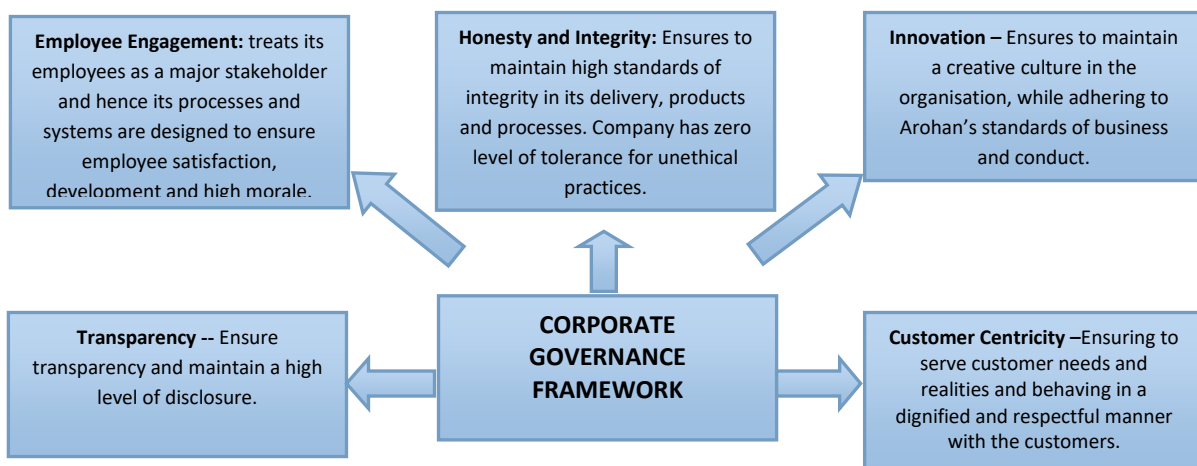 Employee Engagement: treats its
employees as a major stakeholder
and hence its processes and
systems are designed to ensure
employee satisfaction,
development and high morale.
Honesty and Integrity: Ensures to
maintain high standards of
integrity in its delivery, products
and processes. Company has zero
level of tolerance for unethical
practices.
Innovation – Ensures to maintain
a creative culture in the
organisation, while adhering to
Arohan’s standards of business
and conduct.
Transparency -- Ensure
transparency and maintain a high
level of disclosure.
CORPORATE
GOVERNANCE
FRAMEWORK
Customer Centricity –Ensuring to
serve customer needs and
realities and behaving in a
dignified and respectful manner
with the customers.